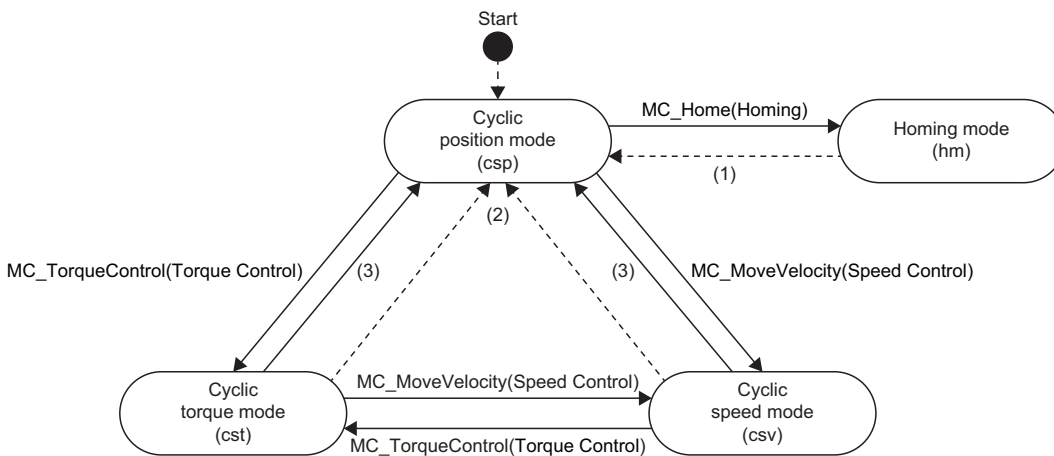 Start
Cyclic
position mode
(csp)
MC_Home(Homing)
Homing mode
(hm)
(1)
(2)
MC_TorqueControl(Torque Control)
(3)
(3)
MC_MoveVelocity(Speed Control)
Cyclic
torque mode
(cst)
MC_MoveVelocity(Speed Control)
MC_TorqueControl(Torque Control)
Cyclic
speed mode
(csv)